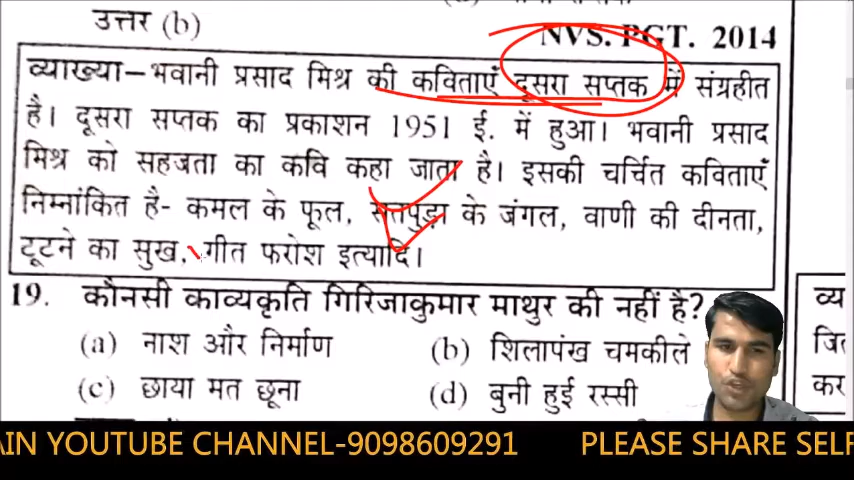 उत्तर (b)
NVS. PGT. 2014
व्याख्या – भवानी प्रसाद मिश्र की कविताएँ दूसरा सप्तक में संग्रहीत
है। दूसरा सप्तक का प्रकाशन 1951 ई. में हुआ। भवानी प्रसाद
मिश्र को सहजता का कवि कहा जाता है। इसकी चर्चित कविताएँ
निम्नांकित है- कमल के फूल, सतपुड़ा के जंगल, वाणी की दीनता,
टूटने का सुख, गीत फरोश इत्यादि।
19. कौनसी काव्यकृति गिरिजाकुमार माथुर की नहीं है?
(a) नाश और निर्माण (b) शिलापंख चमकीले
(c) छाया मत छूना (d) बुनी हुई रस्सी
व्य
जि
कर
AIN YOUTUBE CHANNEL-9098609291 PLEASE SHARE SELF